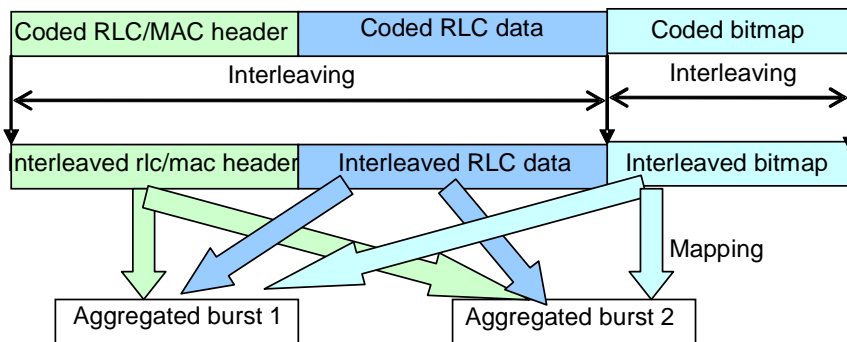 Coded RLC/MAC header
Coded RLC data
Coded bitmap
Interleaving
Interleaving
Interleaved rlc/mac header
Interleaved RLC data
Interleaved bitmap
Mapping
Aggregated burst 1
Aggregated burst 2